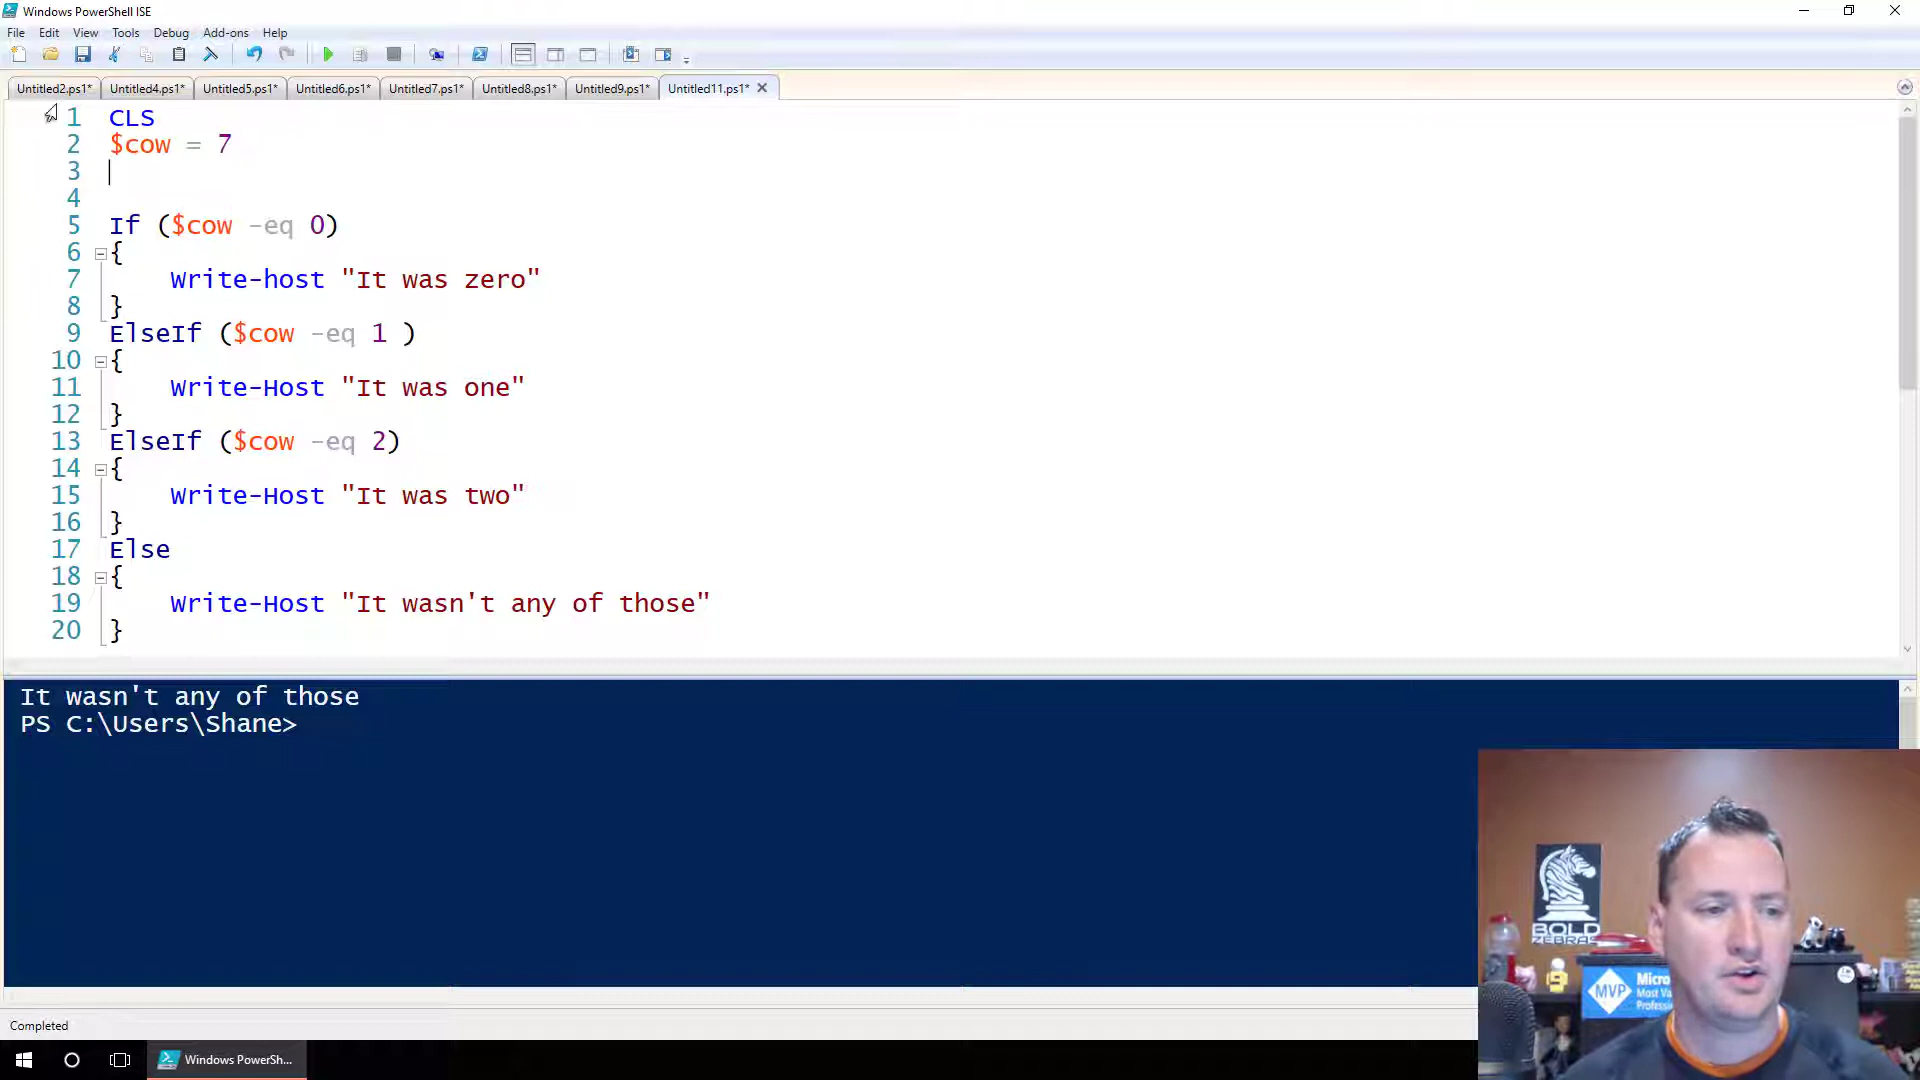 Windows PowerShell ISE
File Edit View Tools Debug Add-ons Help
Untitled2.ps1* Untitled4.ps1* Untitled5.ps1* Untitled6.ps1* Untitled7.ps1* Untitled8.ps1* Untitled9.ps1* Untitled11.ps1*
1 CLS
2 $cow = 7
3
4
5 If ($cow -eq 0)
6 {
7 Write-host "It was zero"
8 }
9 ElseIf ($cow -eq 1 )
10 {
11 Write-Host "It was one"
12 }
13 ElseIf ($cow -eq 2)
14 {
15 Write-Host "It was two"
16 }
17 Else
18 {
19 Write-Host "It wasn't any of those"
20 }
It wasn't any of those
PS C:\Users\Shane>
BOLD
ZEBRAS
MVP
Micro
Most Va
Profession
Completed
Windows PowerSh...